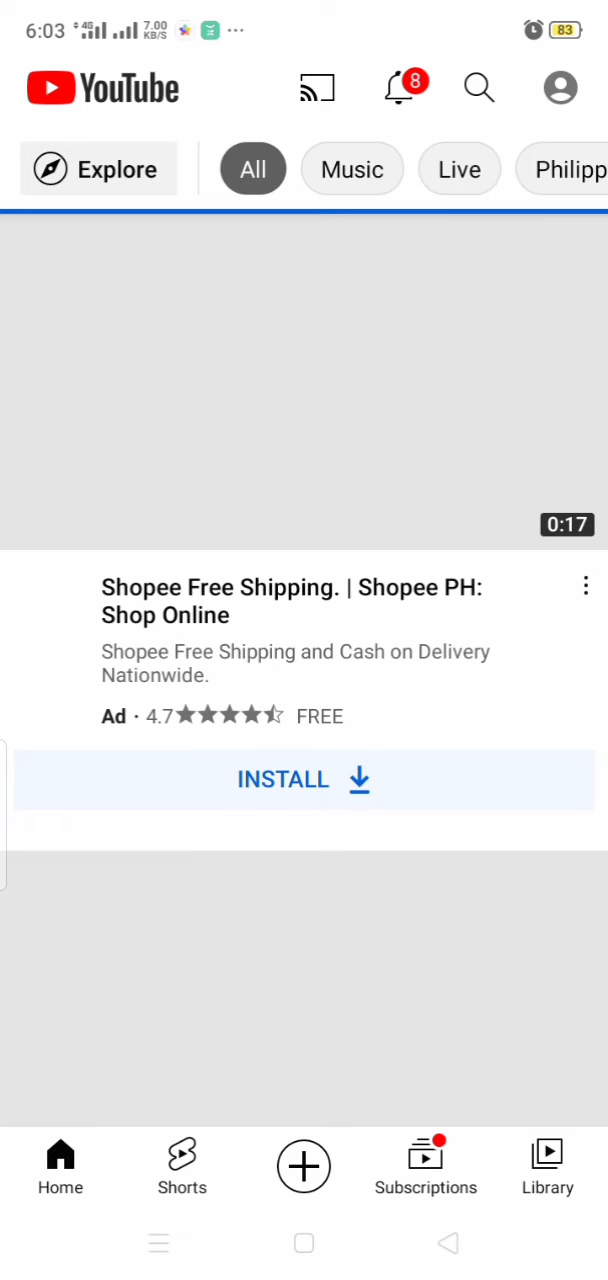 6:03 4G 7.00 KB/S ... 83
YouTube 8
Explore All Music Live Philipp
0:17
Shopee Free Shipping. | Shopee PH:
Shop Online
Shopee Free Shipping and Cash on Delivery
Nationwide.
Ad · 4.7 FREE
INSTALL
Home Shorts Subscriptions Library